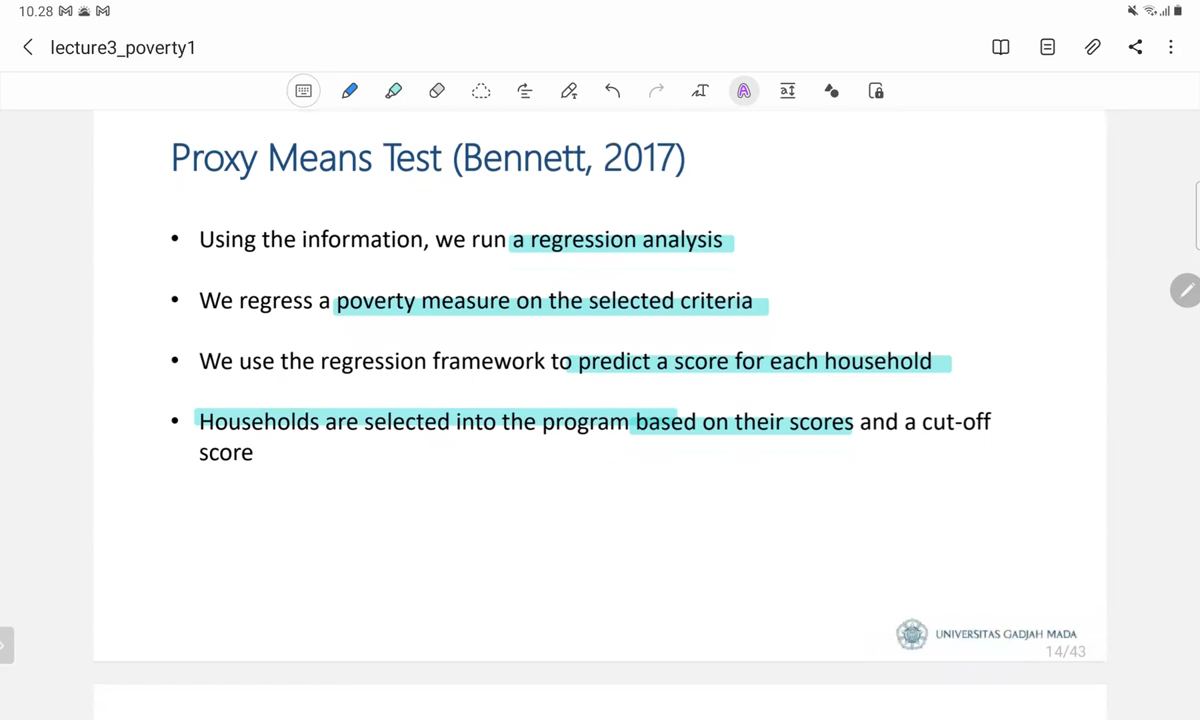 10.28
lecture3_poverty1
Proxy Means Test (Bennett, 2017)
• Using the information, we run a regression analysis
• We regress a poverty measure on the selected criteria
• We use the regression framework to predict a score for each household
• Households are selected into the program based on their scores and a cut-off
score
UNIVERSITAS GADJAH MADA
14/43